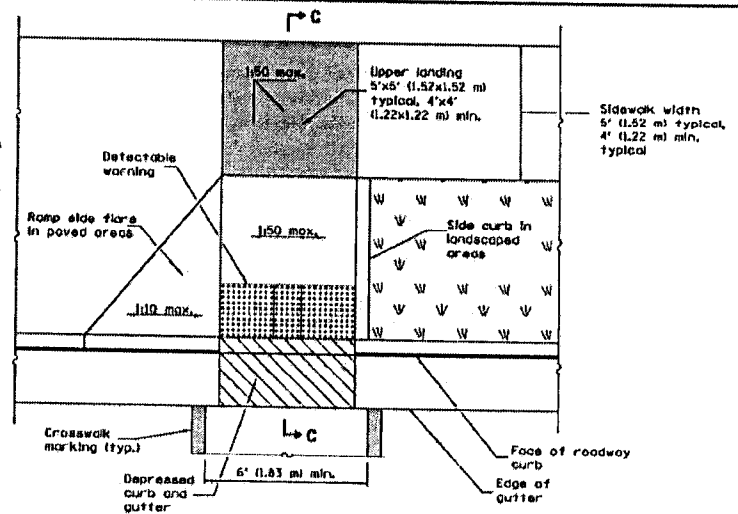 C
1:50 max.
Upper landing
5'x5' (1.52x1.52 m)
typical, 4'x4'
(1.22x1.22 m) min.
Sidewalk width
5' (1.52 m) typical,
4' (1.22 m) min.
typical
Detectable
warning
Ramp side flare
in paved areas
1:50 max.
Side curb in
landscaped
areas
1:10 max.
C
Crosswalk
marking (typ.)
6' (1.83 m) min.
Depressed
curb and
gutter
Face of roadway
curb
Edge of
gutter